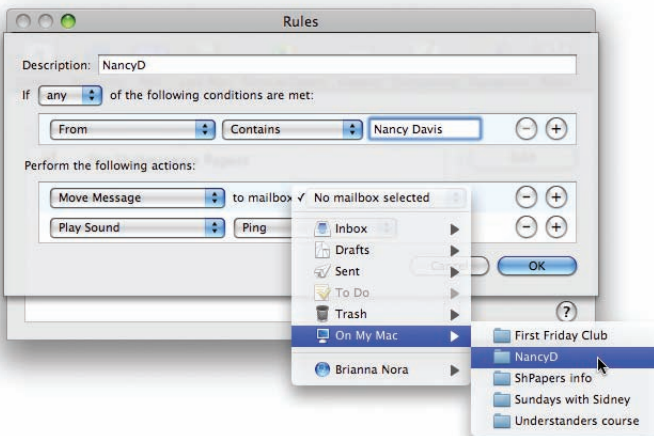 Rules
Description: NancyD
If any of the following conditions are met:
From Contains Nancy Davis
Perform the following actions:
Move Message to mailbox ✓ No mailbox selected
Play Sound Ping
Inbox
Drafts
Sent
To Do
Trash
On My Mac
Brianna Nora
OK
?
First Friday Club
NancyD
ShPapers info
Sundays with Sidney
Understanders course